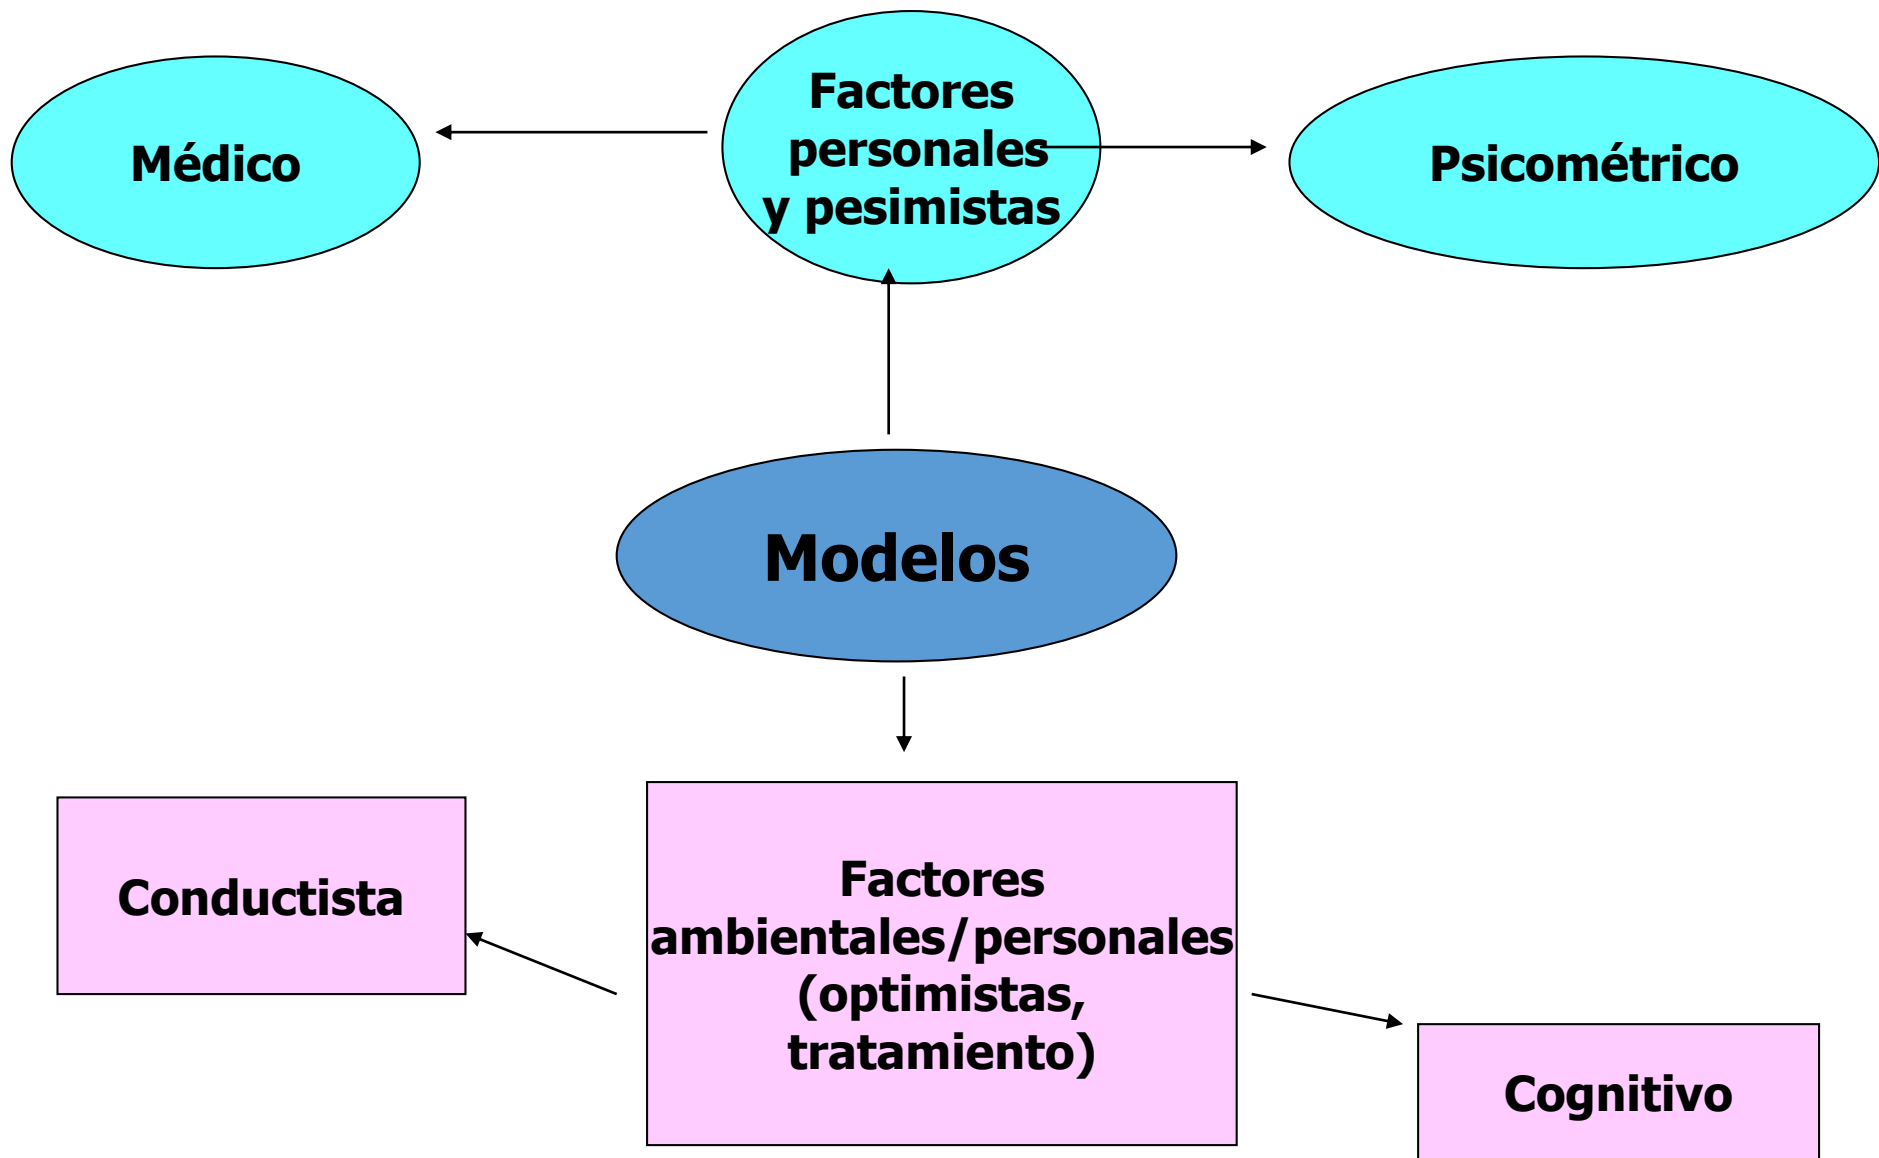 Factores
personales
y pesimistas
Médico
Psicométrico
Modelos
Conductista
Factores
ambientales/personales
(optimistas,
tratamiento)
Cognitivo